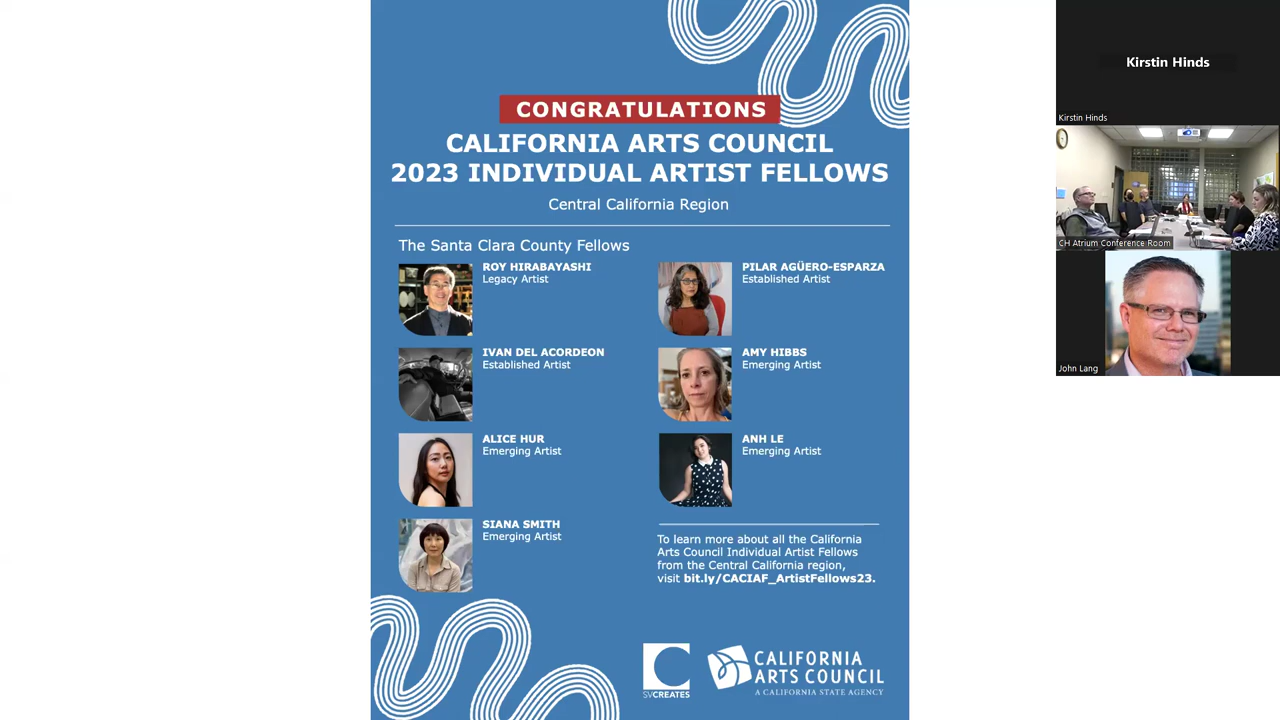 CONGRATULATIONS
CALIFORNIA ARTS COUNCIL
2023 INDIVIDUAL ARTIST FELLOWS
Central California Region
The Santa Clara County Fellows
ROY HIRABAYASHI
Legacy Artist
PILAR AGÜERO-ESPARZA
Established Artist
IVAN DEL ACORDEON
Established Artist
AMY HIBBS
Emerging Artist
ALICE HUR
Emerging Artist
ANH LE
Emerging Artist
SIANA SMITH
Emerging Artist
To learn more about all the California
Arts Council Individual Artist Fellows
from the Central California region,
visit bit.ly/CACIAF_ArtistFellows23.
C
SVCREATES
CALIFORNIA
ARTS COUNCIL
A CALIFORNIA STATE AGENCY
Kirstin Hinds
Kirstin Hinds
CH Atrium Conference Room
John Lang